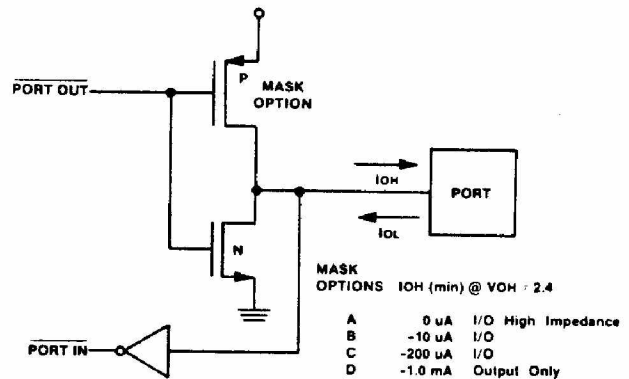 P
MASK
OPTION
PORT OUT
IOH
PORT
IOL
N
MASK
OPTIONS IOH (min) @ VOH = 2.4
A 0 uA I/O High Impedance
B -10 uA I/O
C -200 uA I/O
D -1.0 mA Output Only
PORT IN